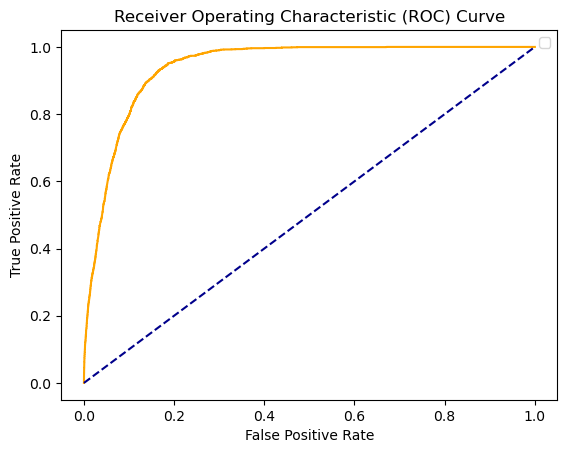 Receiver Operating Characteristic (ROC) Curve
1.0
0.8
0.6
0.4
0.2
0.0
True Positive Rate
0.0 0.2 0.4 0.6 0.8 1.0
False Positive Rate